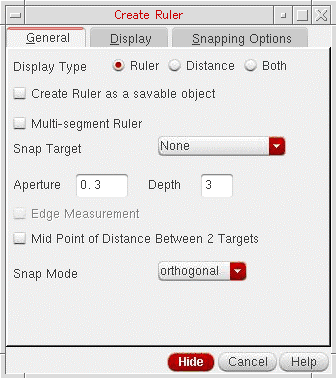 Create Ruler
General Display Snapping Options
Display Type Ruler Distance Both
Create Ruler as a savable object
Multi-segment Ruler
Snap Target None
Aperture 0.3 Depth 3
Edge Measurement
Mid Point of Distance Between 2 Targets
Snap Mode orthogonal
Hide Cancel Help